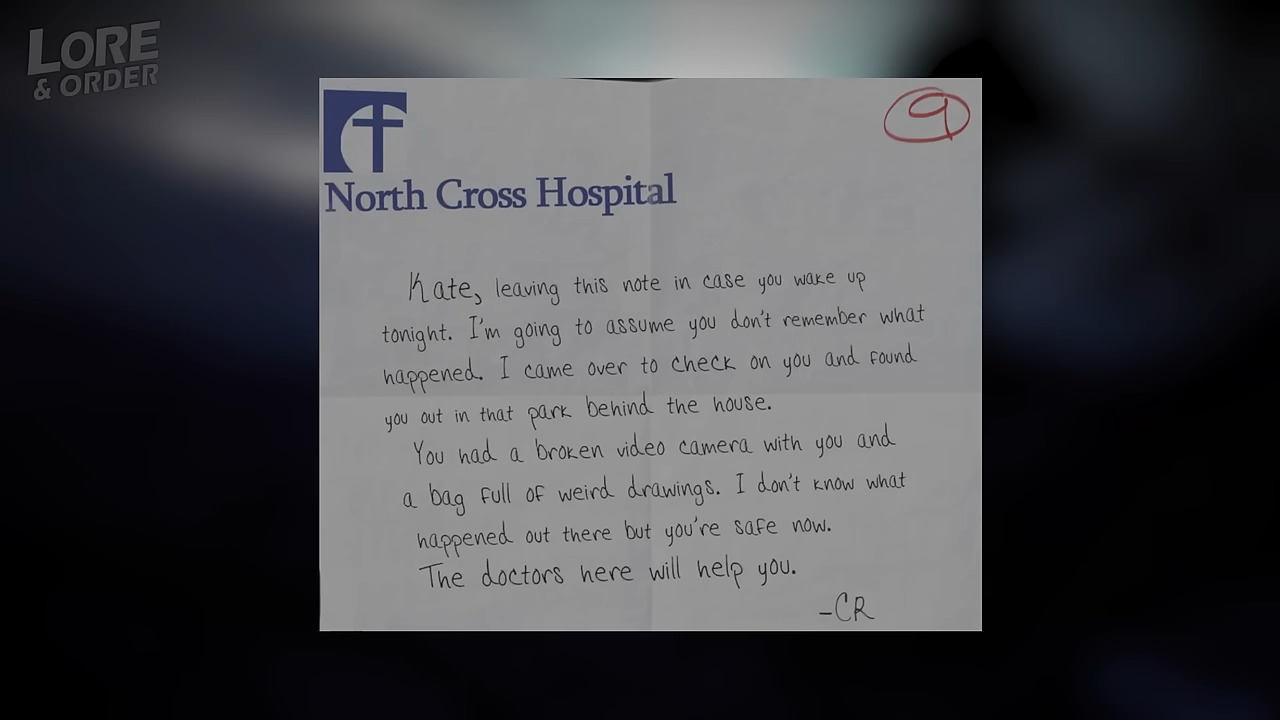 LORE
& ORDER
9
North Cross Hospital
Kate, leaving this note in case you wake up
tonight. I'm going to assume you don't remember what
happened. I came over to check on you and found
you out in that park behind the house.
You had a broken video camera with you and
a bag full of weird drawings. I don't know what
happened out there but you're safe now.
The doctors here will help you.
-CR